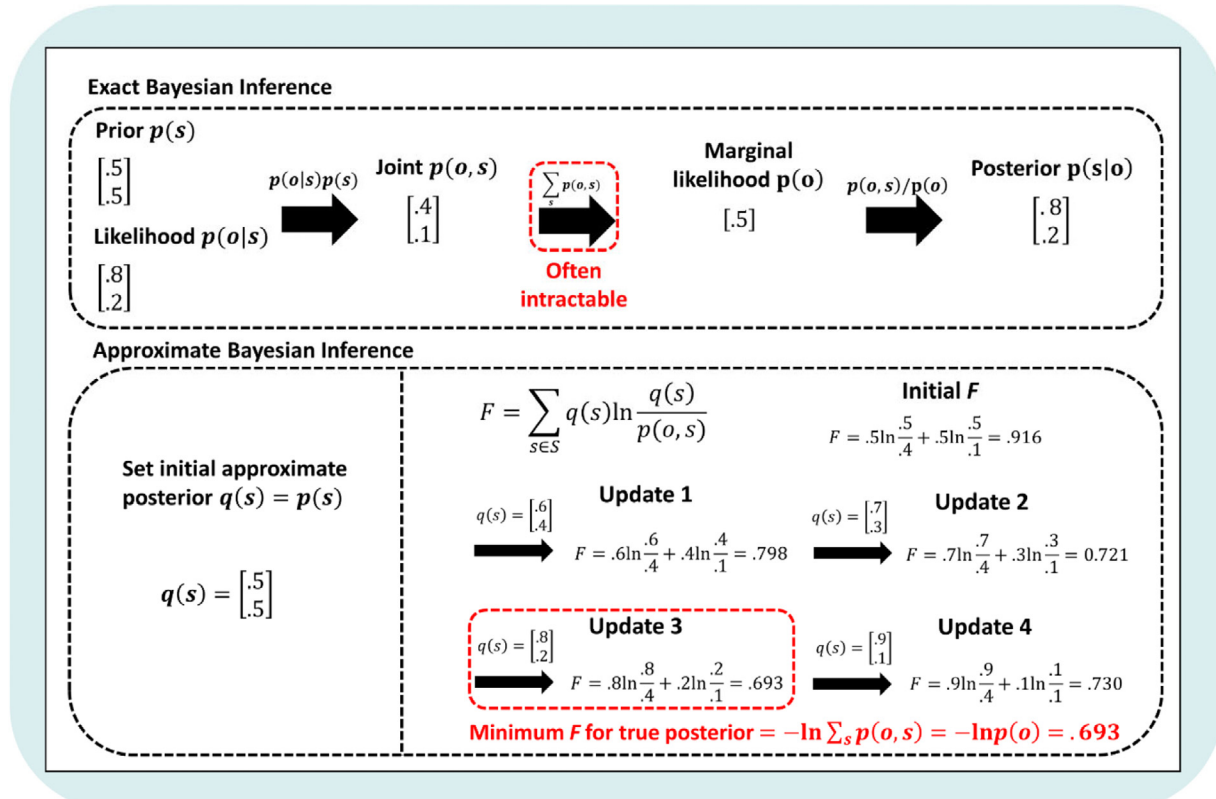 Exact Bayesian Inference
Prior p(s)
[.5
.5]
Likelihood p(o|s)
[.8
.2]
p(o|s)p(s)
Joint p(o, s)
[.4
.1]
∑ₛ p(o, s)
Often
intractable
Marginal
likelihood p(o)
[.5]
p(o, s)/p(o)
Posterior p(s|o)
[.8
.2]
Approximate Bayesian Inference
Set initial approximate
posterior q(s) = p(s)
q(s) = [.5
.5]
F = ∑_{s∈S} q(s)ln q(s)/p(o, s)
Initial F
F = .5ln .5/.4 + .5ln .5/.1 = .916
Update 1
q(s) = [.6
.4]
F = .6ln .6/.4 + .4ln .4/.1 = .798
Update 2
q(s) = [.7
.3]
F = .7ln .7/.4 + .3ln .3/.1 = 0.721
Update 3
q(s) = [.8
.2]
F = .8ln .8/.4 + .2ln .2/.1 = .693
Update 4
q(s) = [.9
.1]
F = .9ln .9/.4 + .1ln .1/.1 = .730
Minimum F for true posterior = −ln ∑ₛ p(o, s) = −lnp(o) = .693